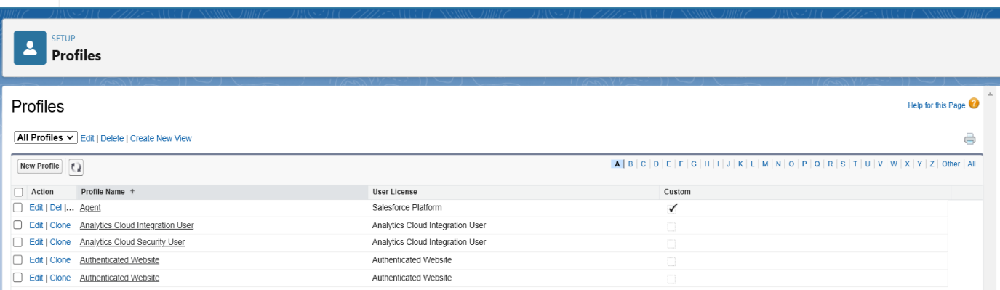 SETUP
Profiles
Profiles
Help for this Page ?
All Profiles Edit | Delete | Create New View
New Profile A | B | C | D | E | F | G | H | I | J | K | L | M | N | O | P | Q | R | S | T | U | V | W | X | Y | Z | Other | All
Action Profile Name ↑ User License Custom
Edit | Del |... Agent Salesforce Platform ✓
Edit | Clone Analytics Cloud Integration User Analytics Cloud Integration User
Edit | Clone Analytics Cloud Security User Analytics Cloud Integration User
Edit | Clone Authenticated Website Authenticated Website
Edit | Clone Authenticated Website Authenticated Website